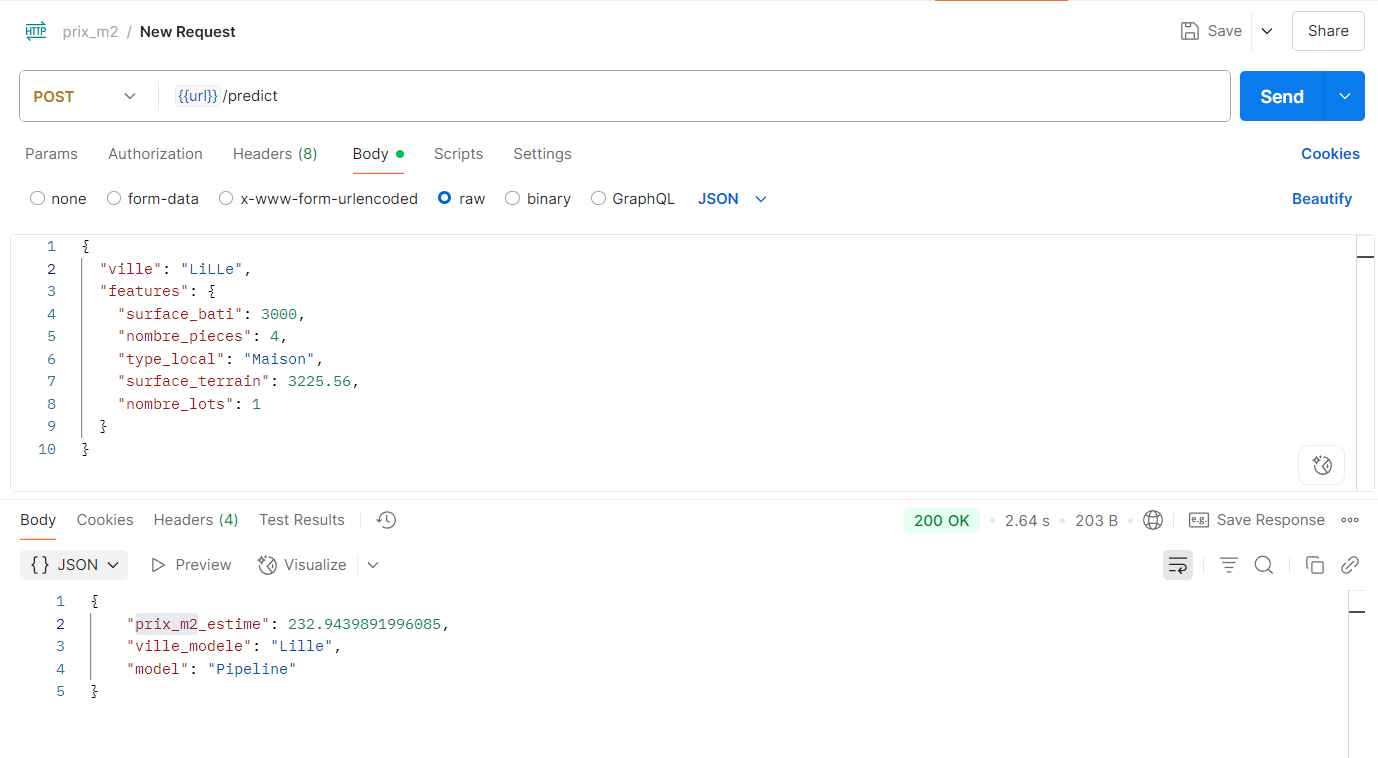 HTTP prix_m2 / New Request Save Share
POST {{url}} /predict Send
Params Authorization Headers (8) Body Scripts Settings Cookies
none form-data x-www-form-urlencoded raw binary GraphQL JSON Beautify
1 {
2 "ville": "LiLLe",
3 "features": {
4 "surface_bati": 3000,
5 "nombre_pieces": 4,
6 "type_local": "Maison",
7 "surface_terrain": 3225.56,
8 "nombre_lots": 1
9 }
10 }
Body Cookies Headers (4) Test Results 200 OK 2.64 s 203 B e.g. Save Response
{} JSON Preview Visualize
1 {
2 "prix_m2_estime": 232.9439891996085,
3 "ville_modele": "Lille",
4 "model": "Pipeline"
5 }